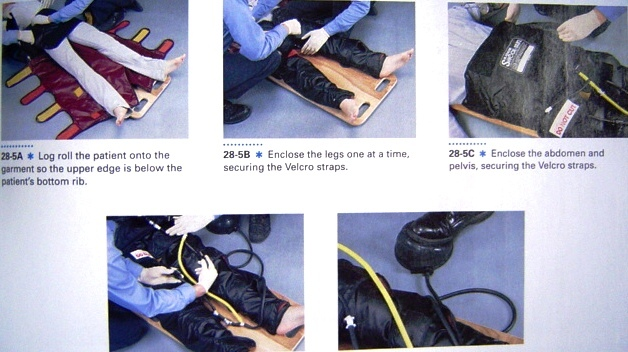 DO NOT CUT
28-5A * Log roll the patient onto the
garment so the upper edge is below the
patient's bottom rib.
28-5B * Enclose the legs one at a time,
securing the Velcro straps.
28-5C * Enclose the abdomen and
pelvis, securing the Velcro straps.